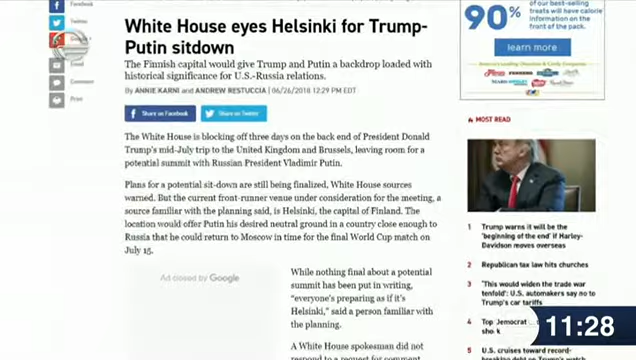 Facebook
Twitter
Google +
Email
Comment
Print
White House eyes Helsinki for Trump-
Putin sitdown
The Finnish capital would give Trump and Putin a backdrop loaded with
historical significance for U.S.-Russia relations.
By ANNIE KARNI and ANDREW RESTUCCIA | 06/26/2018 12:29 PM EDT
Share on Facebook
Share on Twitter
The White House is blocking off three days on the back end of President Donald
Trump's mid-July trip to the United Kingdom and Brussels, leaving room for a
potential summit with Russian President Vladimir Putin.
Plans for a potential sit-down are still being finalized, White House sources
warned. But the current front-runner venue under consideration for the meeting, a
source familiar with the planning said, is Helsinki, the capital of Finland. The
location would offer Putin his desired neutral ground in a country close enough to
Russia that he could return to Moscow in time for the final World Cup match on
July 15.
Ad closed by Google
While nothing final about a potential
summit has been put in writing,
"everyone's preparing as if it's
Helsinki," said a person familiar with
the planning.
A White House spokesman did not
respond to a request for comment
90%
of our best-selling
treats will have calorie
information on the
front of the pack.
learn more
MOST READ
1 Trump warns it will be the
'beginning of the end' if Harley-
Davidson moves overseas
2 Republican tax law hits churches
3 'This would widen the trade war
tenfold': U.S. automakers say no to
Trump's car tariffs
4 Top Democrat
5 U.S. cruises toward record-
breaking debt on Trump's watch
11:28